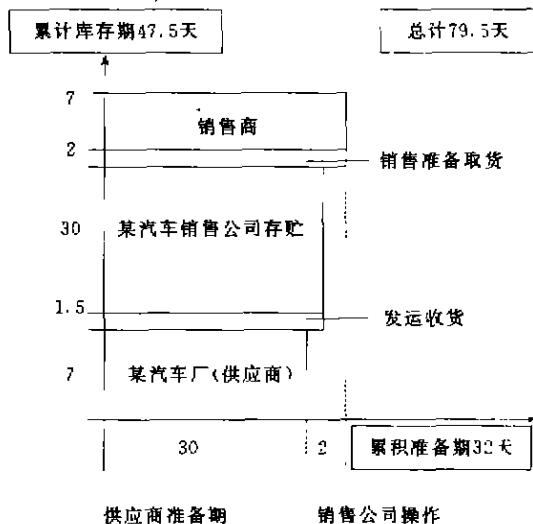 累计库存期47.5天
总计79.5天
7
销售商
2
销售准备取货
30
某汽车销售公司存贮
1.5
发运收货
7
某汽车厂(供应商)
30
2
累积准备期32天
供应商准备期
销售公司操作